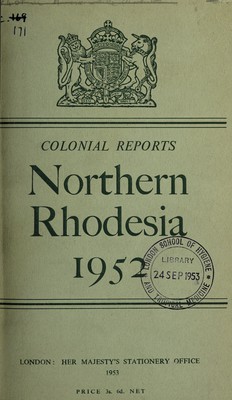 169
171
COLONIAL REPORTS
Northern
Rhodesia
1952
LONDON SCHOOL OF HYGIENE
LIBRARY
24 SEP 1953
AND TROPICAL MEDICINE
LONDON: HER MAJESTY'S STATIONERY OFFICE
1953
PRICE 3s. 6d. NET